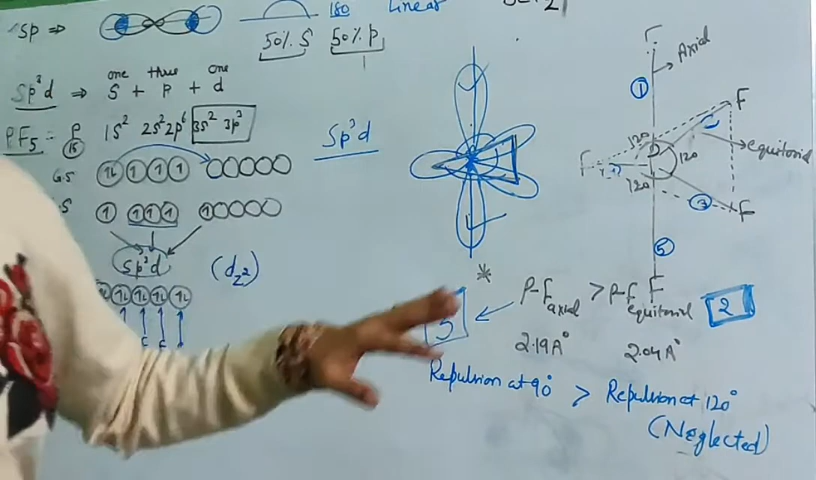 sp ⇒
180
Linear
50% S 50% p
Sp³d ⇒ one S + three p + one d
PF5 = P 15 1s² 2s² 2p⁶ 3s² 3p³
GS
sp³d (dz²)
Sp³d
Axial
①
F
120
120
120
equitorial
F
③
F
⑤
F
*
P-F axial > P-F equitorial
2
2.19A° 2.04A°
5
Repulsion at 90° > Repulsion at 120°
(Neglected)